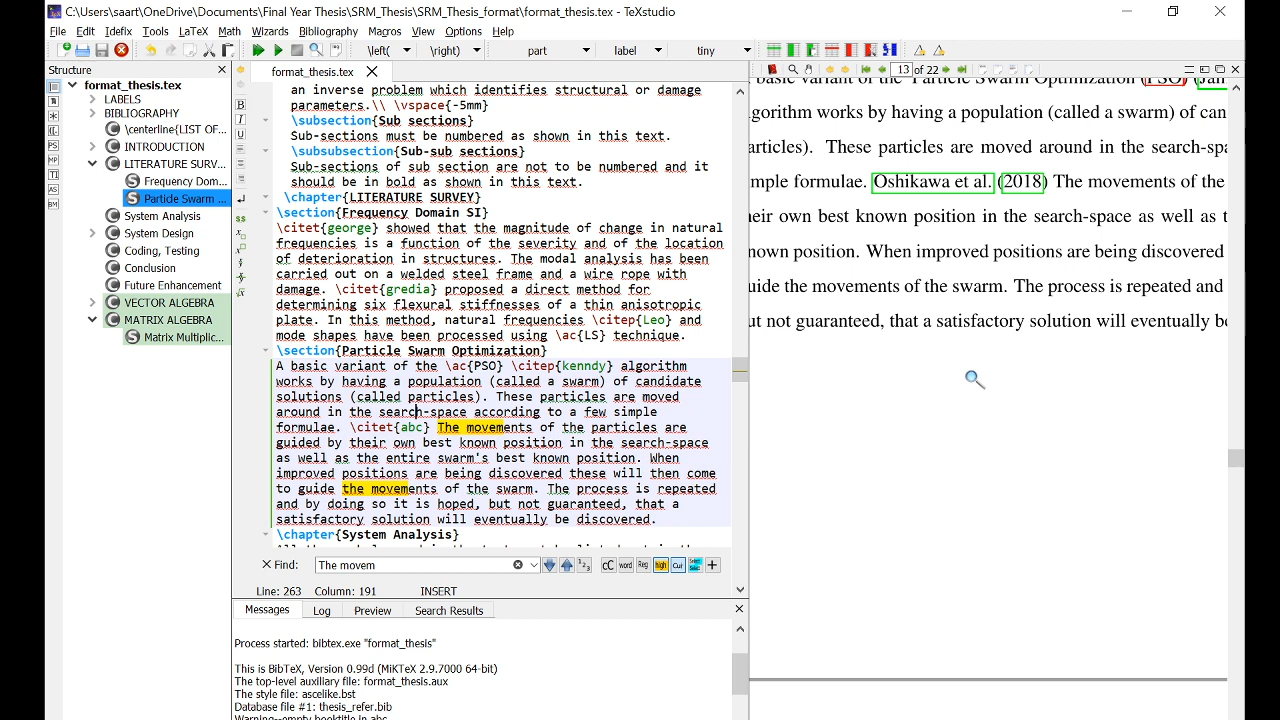 C:\Users\saart\OneDrive\Documents\Final Year Thesis\SRM_Thesis\SRM_Thesis_Format\format_thesis.tex - TeXstudio
File Edit Idefix Tools LaTeX Math Wizards Bibliography Macros View Options Help
\left( \right) part label tiny
Structure
format_thesis.tex
13 of 22
format_thesis.tex
LABELS
BIBLIOGRAPHY
\centerline{LIST OF...
INTRODUCTION
LITERATURE SURV...
Frequency Dom...
Particle Swarm ...
System Analysis
System Design
Coding, Testing
Conclusion
Future Enhancement
VECTOR ALGEBRA
MATRIX ALGEBRA
Matrix Multiplic...
an inverse problem which identifies structural or damage
parameters.\\ \vspace{-5mm}
\subsection{Sub sections}
Sub-sections must be numbered as shown in this text.
\subsubsection{Sub-sub sections}
Sub-sections of sub section are not to be numbered and it
should be in bold as shown in this text.
\chapter{LITERATURE SURVEY}
\section{Frequency Domain SI}
\citet{george} showed that the magnitude of change in natural
frequencies is a function of the severity and of the location
of deterioration in structures. The modal analysis has been
carried out on a welded steel frame and a wire rope with
damage. \citet{gredia} proposed a direct method for
determining six flexural stiffnesses of a thin anisotropic
plate. In this method, natural frequencies \citep{Leo} and
mode shapes have been processed using \ac{LS} technique.
\section{Particle Swarm Optimization}
A basic variant of the \ac{PSO} \citep{kenndy} algorithm
works by having a population (called a swarm) of candidate
solutions (called particles). These particles are moved
around in the search-space according to a few simple
formulae. \citet{abc} The movements of the particles are
guided by their own best known position in the search-space
as well as the entire swarm's best known position. When
improved positions are being discovered these will then come
to guide the movements of the swarm. The process is repeated
and by doing so it is hoped, but not guaranteed, that a
satisfactory solution will eventually be discovered.
\chapter{System Analysis}
Find: The movem
cC word Reg high Cur
Line: 263 Column: 191 INSERT
Messages Log Preview Search Results
Process started: bibtex.exe "format_thesis"
This is BibTeX, Version 0.99d (MiKTeX 2.9.7000 64-bit)
The top-level auxiliary file: format_thesis.aux
The style file: ascelike.bst
Database file #1: thesis_refer.bib
Warning--empty booktitle in abc
basic variant of the Particle Swarm Optimization (PSO)
gorithm works by having a population (called a swarm) of can
articles). These particles are moved around in the search-spa
mple formulae. Oshikawa et al. (2018) The movements of the
eir own best known position in the search-space as well as t
nown position. When improved positions are being discovered
uide the movements of the swarm. The process is repeated and
ut not guaranteed, that a satisfactory solution will eventually be